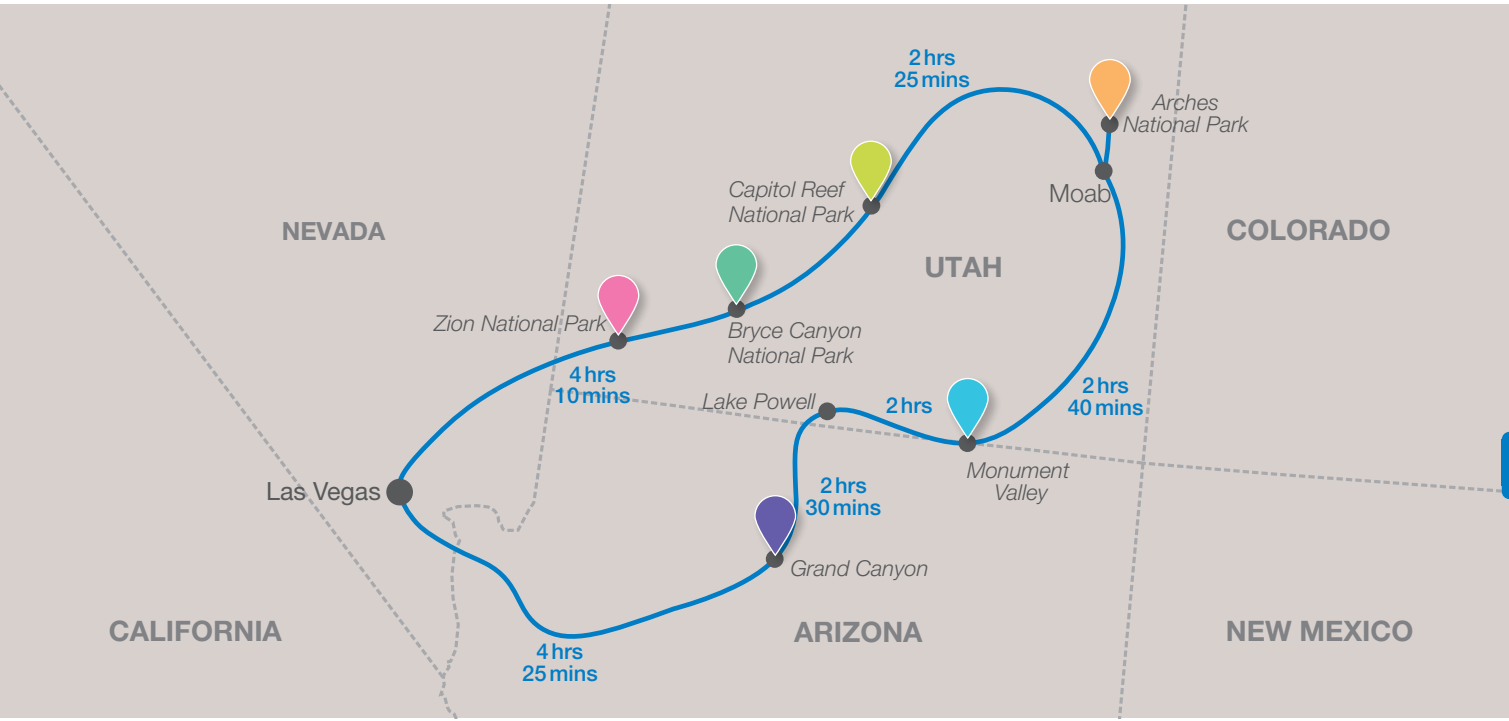 2 hrs
25 mins
Arches
National Park
Capitol Reef
National Park
Moab
NEVADA
COLORADO
UTAH
Zion National Park
Bryce Canyon
National Park
4 hrs
10 mins
Lake Powell
2 hrs
2 hrs
40 mins
Monument
Valley
Las Vegas
2 hrs
30 mins
Grand Canyon
CALIFORNIA
ARIZONA
NEW MEXICO
4 hrs
25 mins